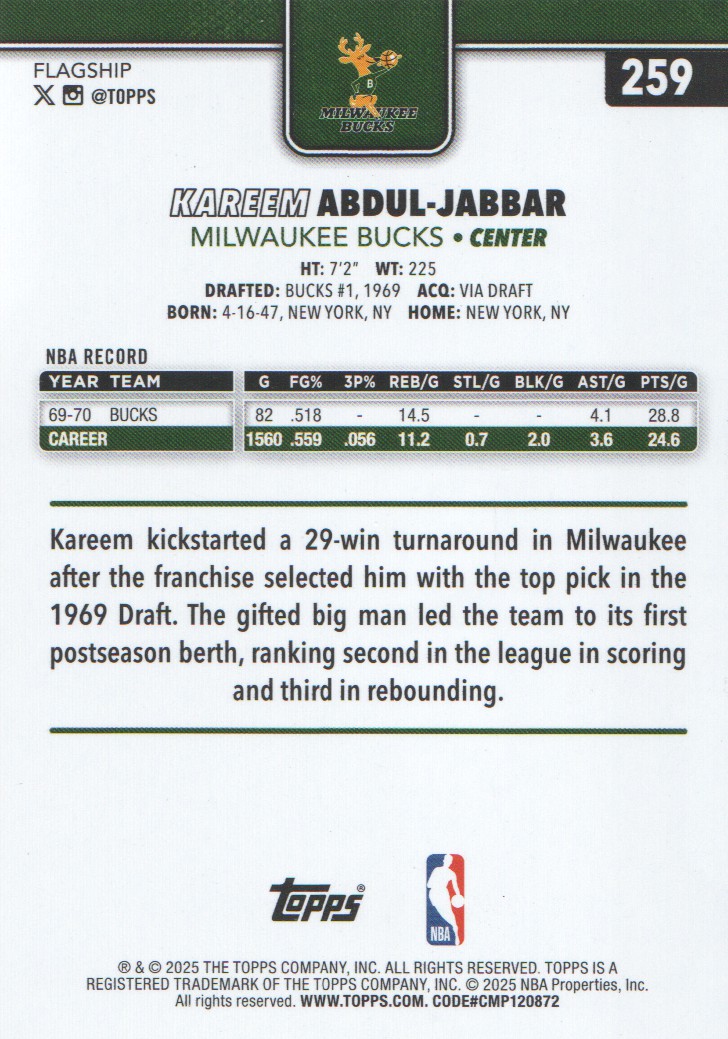 FLAGSHIP
@TOPPS
B
MILWAUKEE
BUCKS
259
KAREEM ABDUL-JABBAR
MILWAUKEE BUCKS • CENTER
HT: 7'2" WT: 225
DRAFTED: BUCKS #1, 1969 ACQ: VIA DRAFT
BORN: 4-16-47, NEW YORK, NY HOME: NEW YORK, NY
NBA RECORD
YEAR TEAM G FG% 3P% REB/G STL/G BLK/G AST/G PTS/G
69-70 BUCKS 82 .518 - 14.5 - - 4.1 28.8
CAREER 1560 .559 .056 11.2 0.7 2.0 3.6 24.6
Kareem kickstarted a 29-win turnaround in Milwaukee
after the franchise selected him with the top pick in the
1969 Draft. The gifted big man led the team to its first
postseason berth, ranking second in the league in scoring
and third in rebounding.
Topps®
NBA
® & © 2025 THE TOPPS COMPANY, INC. ALL RIGHTS RESERVED. TOPPS IS A
REGISTERED TRADEMARK OF THE TOPPS COMPANY, INC. © 2025 NBA Properties, Inc.
All rights reserved. WWW.TOPPS.COM. CODE#CMP120872